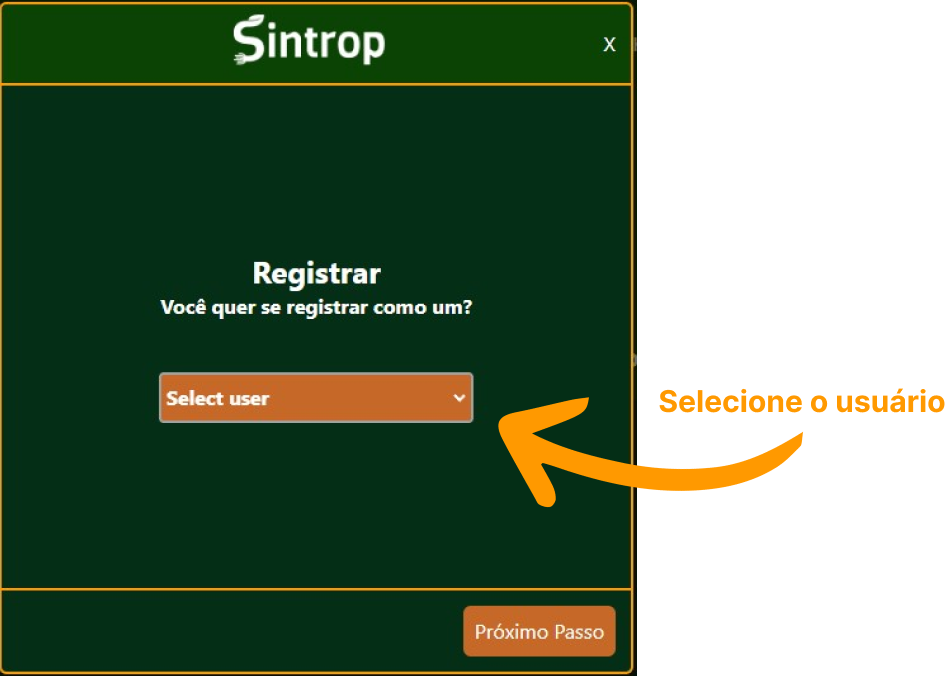 Sintrop
X
Registrar
Você quer se registrar como um?
Select user
Selecione o usuário
Próximo Passo